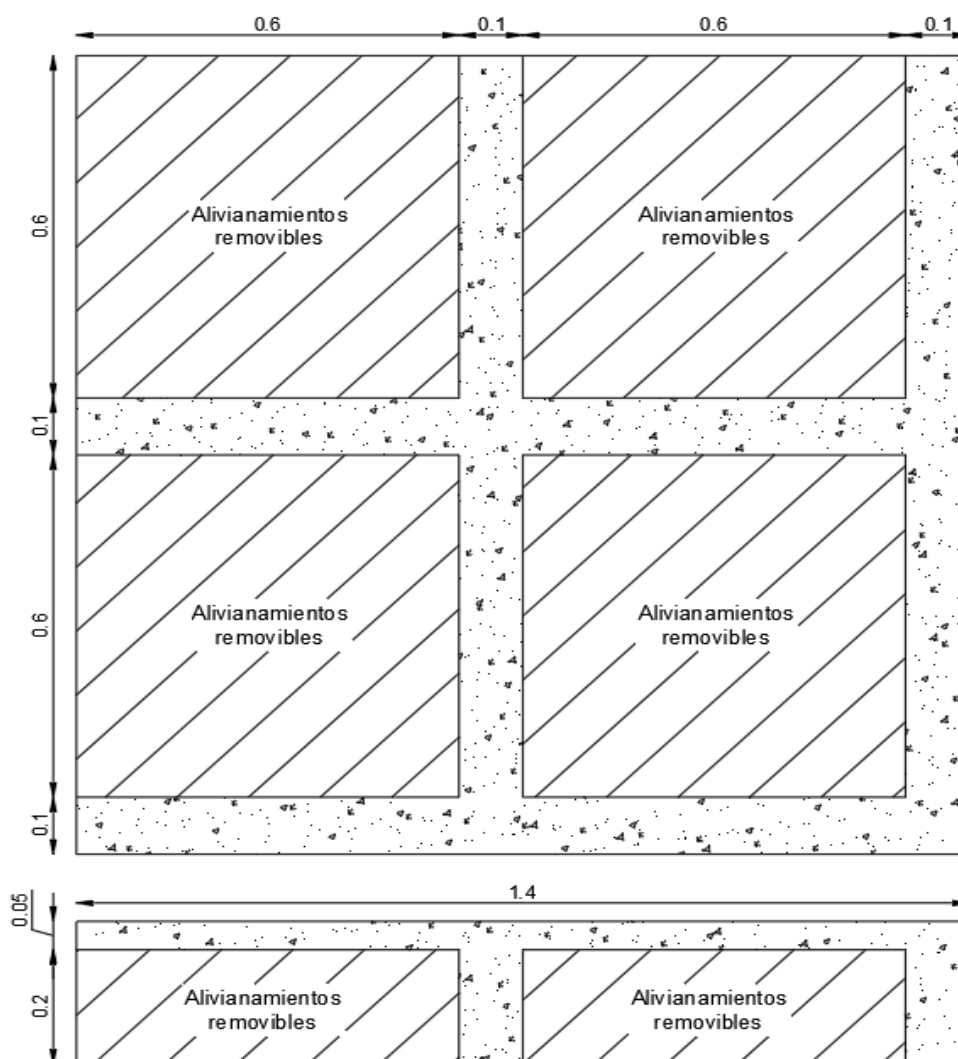 0.6 0.1 0.6 0.1
0.6
Alivianamientos
removibles
Alivianamientos
removibles
0.1
0.6
Alivianamientos
removibles
Alivianamientos
removibles
0.1
1.4
0.05
0.2
Alivianamientos
removibles
Alivianamientos
removibles